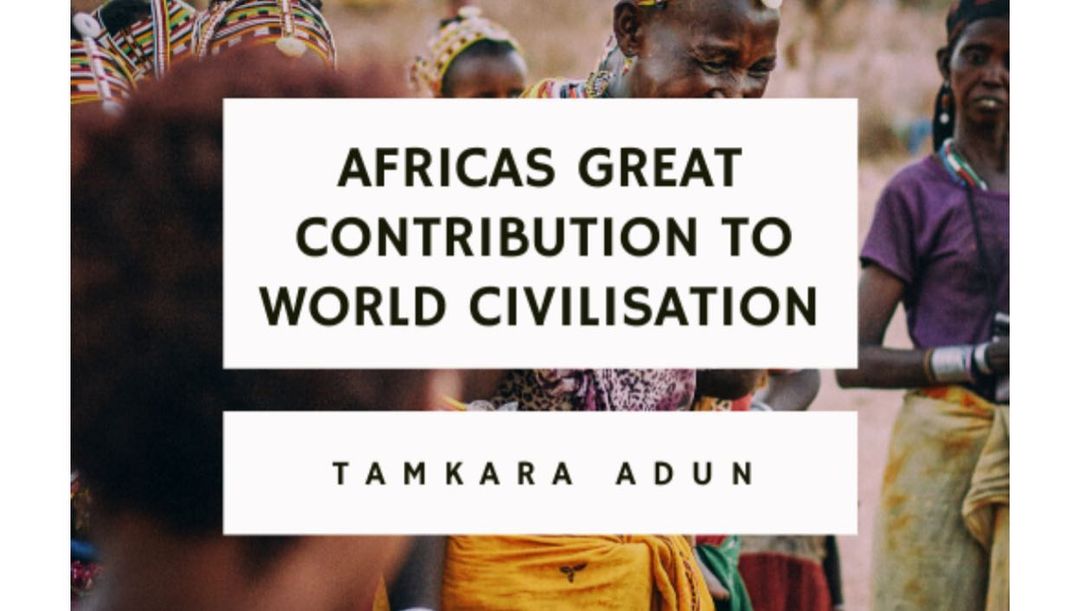 AFRICAS GREAT
CONTRIBUTION TO
WORLD CIVILISATION
TAMKARA ADUN